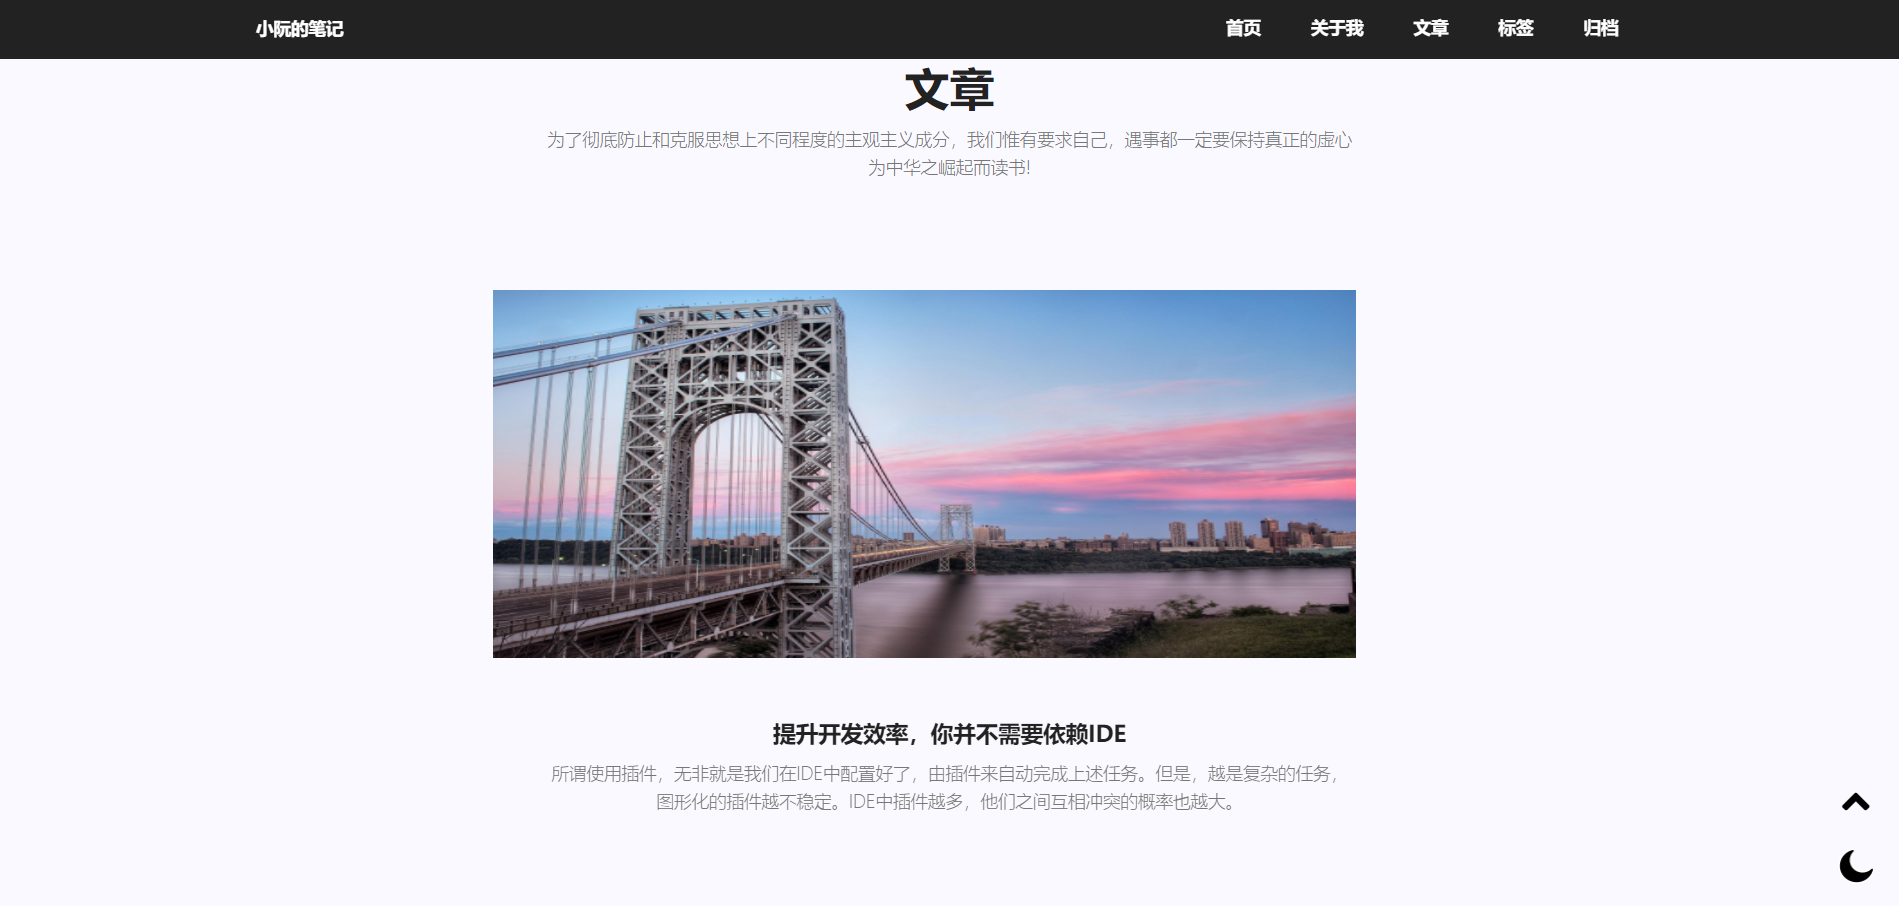 小阮的笔记
首页 关于我 文章 标签 归档
文章
为了彻底防止和克服思想上不同程度的主观主义成分，我们惟有要求自己，遇事都一定要保持真正的虚心
为中华之崛起而读书!
提升开发效率，你并不需要依赖IDE
所谓使用插件，无非就是我们在IDE中配置好了，由插件来自动完成上述任务。但是，越是复杂的任务，
图形化的插件越不稳定。IDE中插件越多，他们之间互相冲突的概率也越大。